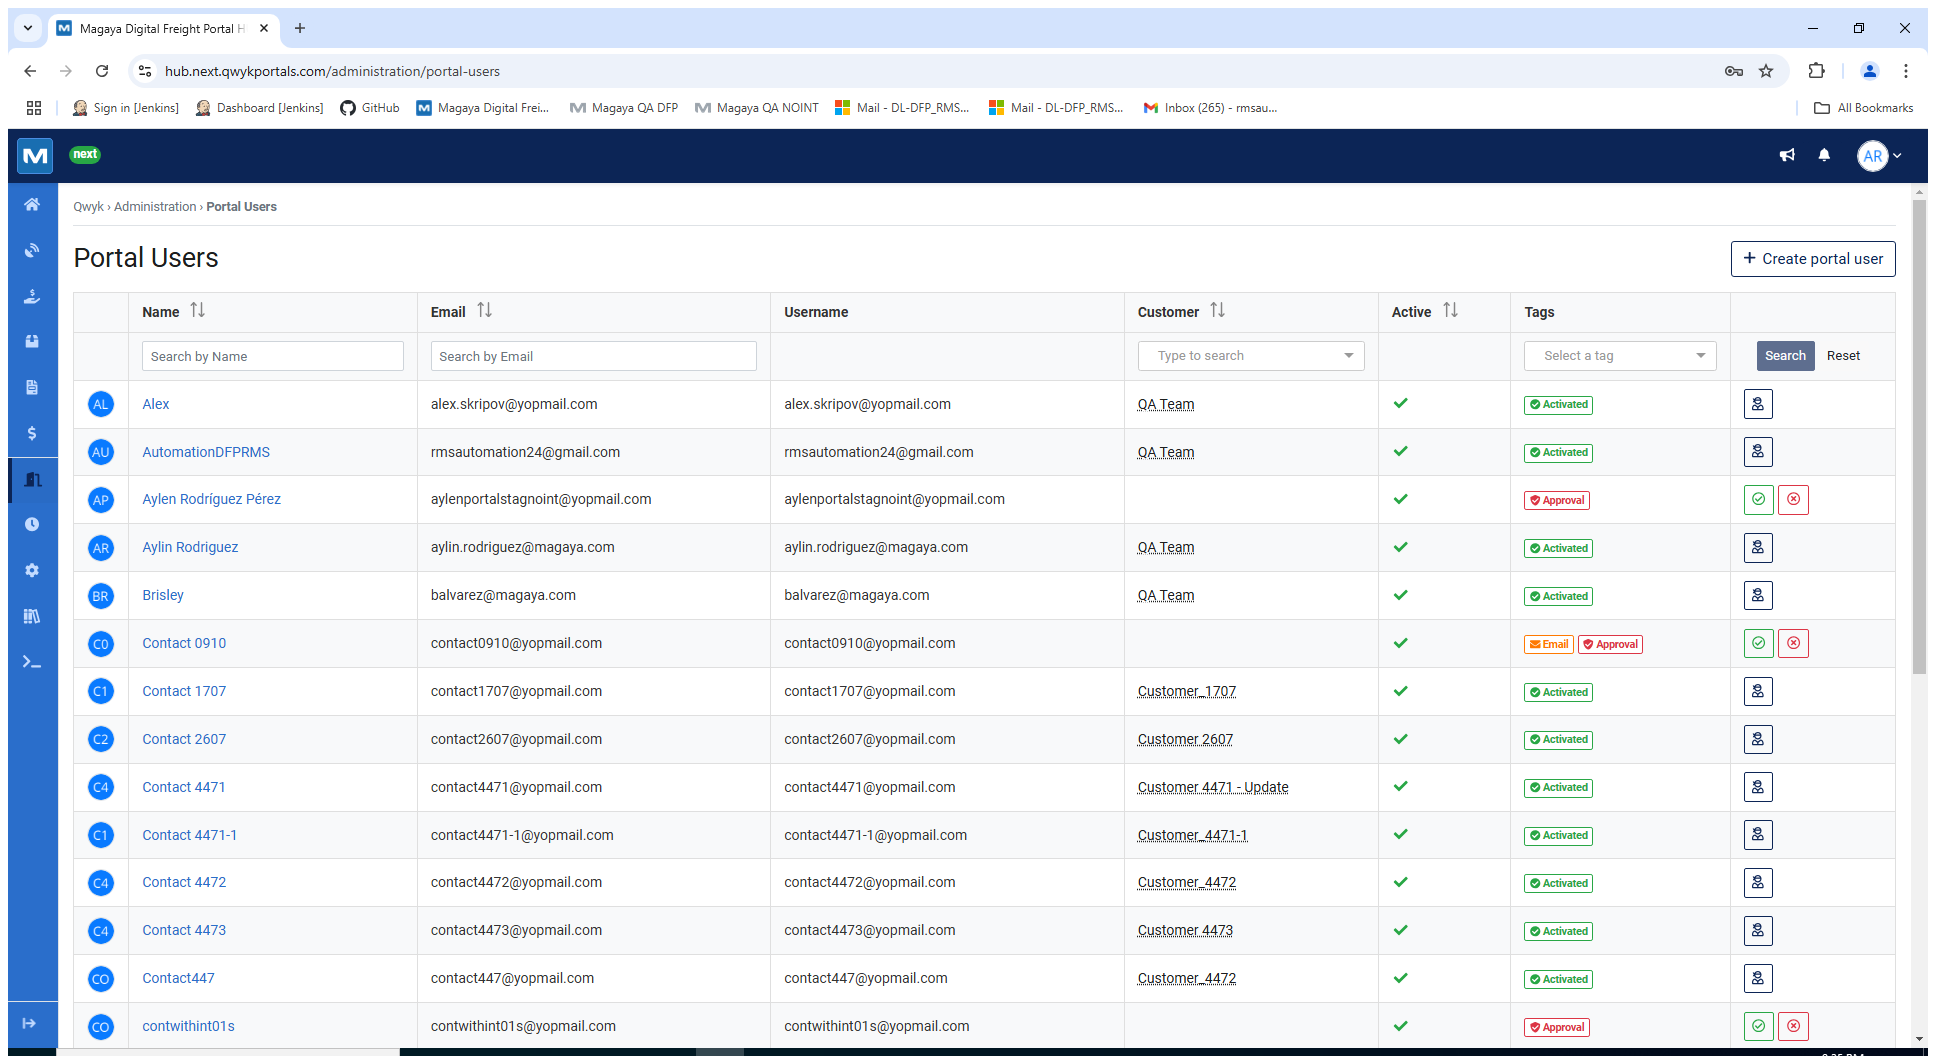 Magaya Digital Freight Portal H
hub.next.qwykportals.com/administration/portal-users
Sign in [Jenkins] Dashboard [Jenkins] GitHub Magaya Digital Frei... Magaya QA DFP Magaya QA NOINT Mail - DL-DFP_RMS... Mail - DL-DFP_RMS... Inbox (265) - rmsau... All Bookmarks
M next AR
Qwyk › Administration › Portal Users
Portal Users + Create portal user
Name Email Username Customer Active Tags
Search by Name Search by Email Type to search Select a tag Search Reset
AL Alex alex.skripov@yopmail.com alex.skripov@yopmail.com QA Team Activated
AU AutomationDFPRMS rmsautomation24@gmail.com rmsautomation24@gmail.com QA Team Activated
AP Aylen Rodríguez Pérez aylenportalstagnoint@yopmail.com aylenportalstagnoint@yopmail.com Approval
AR Aylin Rodriguez aylin.rodriguez@magaya.com aylin.rodriguez@magaya.com QA Team Activated
BR Brisley balvarez@magaya.com balvarez@magaya.com QA Team Activated
C0 Contact 0910 contact0910@yopmail.com contact0910@yopmail.com Email Approval
C1 Contact 1707 contact1707@yopmail.com contact1707@yopmail.com Customer_1707 Activated
C2 Contact 2607 contact2607@yopmail.com contact2607@yopmail.com Customer 2607 Activated
C4 Contact 4471 contact4471@yopmail.com contact4471@yopmail.com Customer 4471 - Update Activated
C1 Contact 4471-1 contact4471-1@yopmail.com contact4471-1@yopmail.com Customer_4471-1 Activated
C4 Contact 4472 contact4472@yopmail.com contact4472@yopmail.com Customer_4472 Activated
C4 Contact 4473 contact4473@yopmail.com contact4473@yopmail.com Customer 4473 Activated
CO Contact447 contact447@yopmail.com contact447@yopmail.com Customer_4472 Activated
CO contwithint01s contwithint01s@yopmail.com contwithint01s@yopmail.com Approval